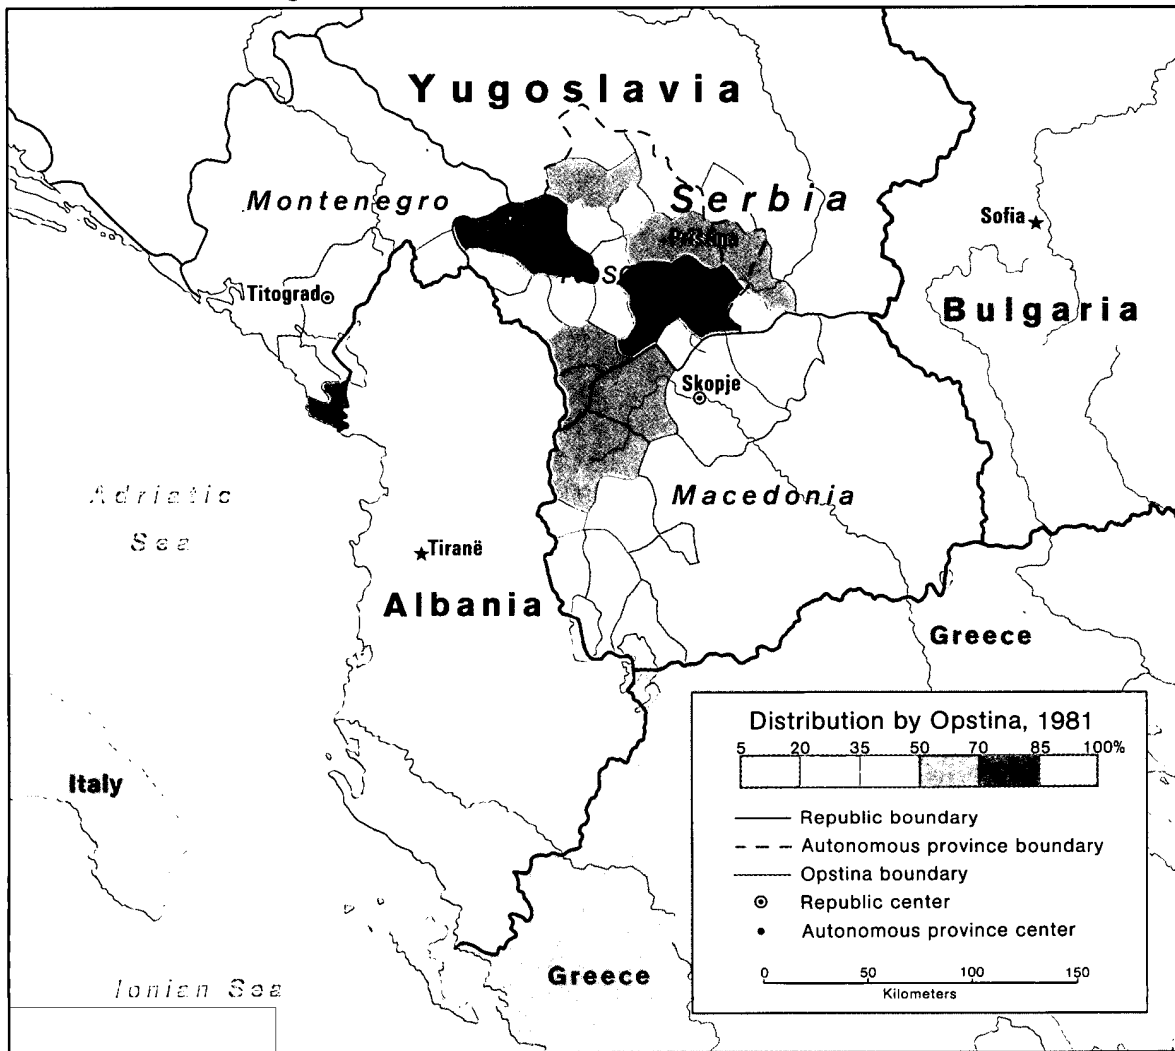 Yugoslavia
Montenegro
Serbia
Sofia
Priština
Titograd
Bulgaria
Skopje
Adriatic
Sea
Macedonia
Tiranë
Albania
Greece
Italy
Distribution by Opstina, 1981
5 20 35 50 70 85 100%
Republic boundary
Autonomous province boundary
Opstina boundary
Republic center
Autonomous province center
0 50 100 150
Kilometers
Greece
Ionian Sea